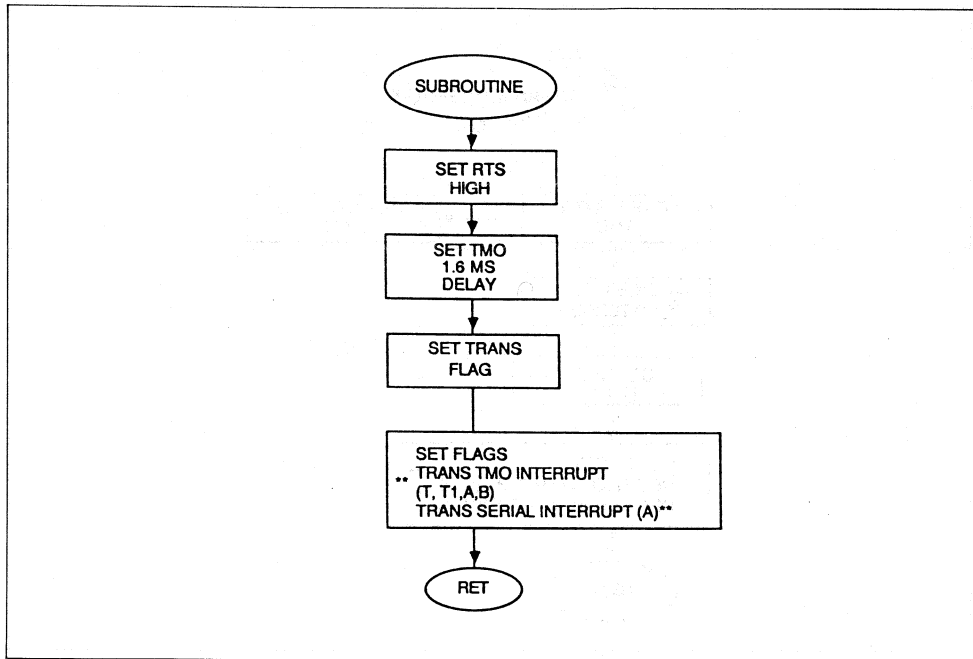 SUBROUTINE
SET RTS
HIGH
SET TMO
1.6 MS
DELAY
SET TRANS
FLAG
SET FLAGS
** TRANS TMO INTERRUPT
(T, T1,A,B)
TRANS SERIAL INTERRUPT (A)**
RET